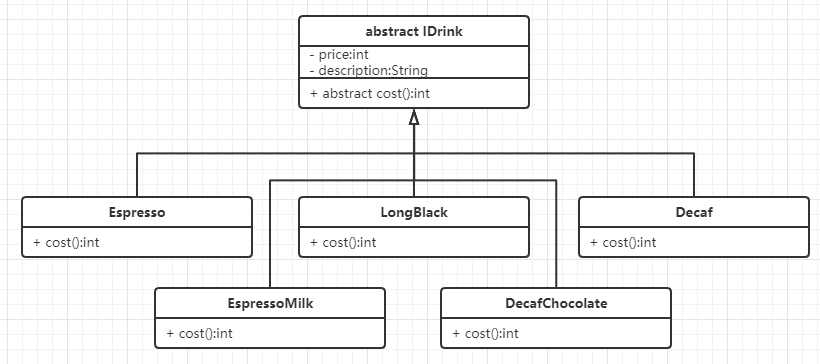 abstract IDrink
- price:int
- description:String
+ abstract cost():int
Espresso
+ cost():int
LongBlack
+ cost():int
Decaf
+ cost():int
EspressoMilk
+ cost():int
DecafChocolate
+ cost():int